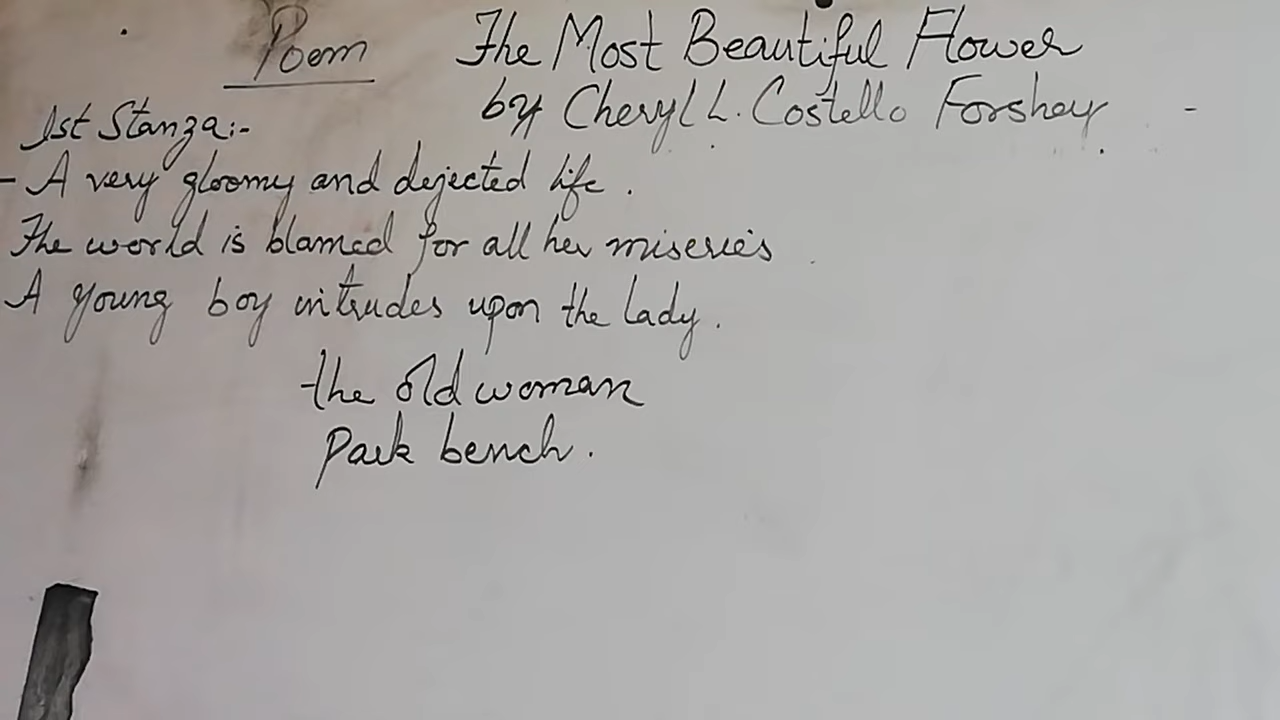 Poem
The Most Beautiful Flower
by Cheryl L. Costello Forshey -
1st Stanza:-
- A very gloomy and dejected life.
The world is blamed for all her miseries
A young boy intrudes upon the lady.
the old woman
Park bench.